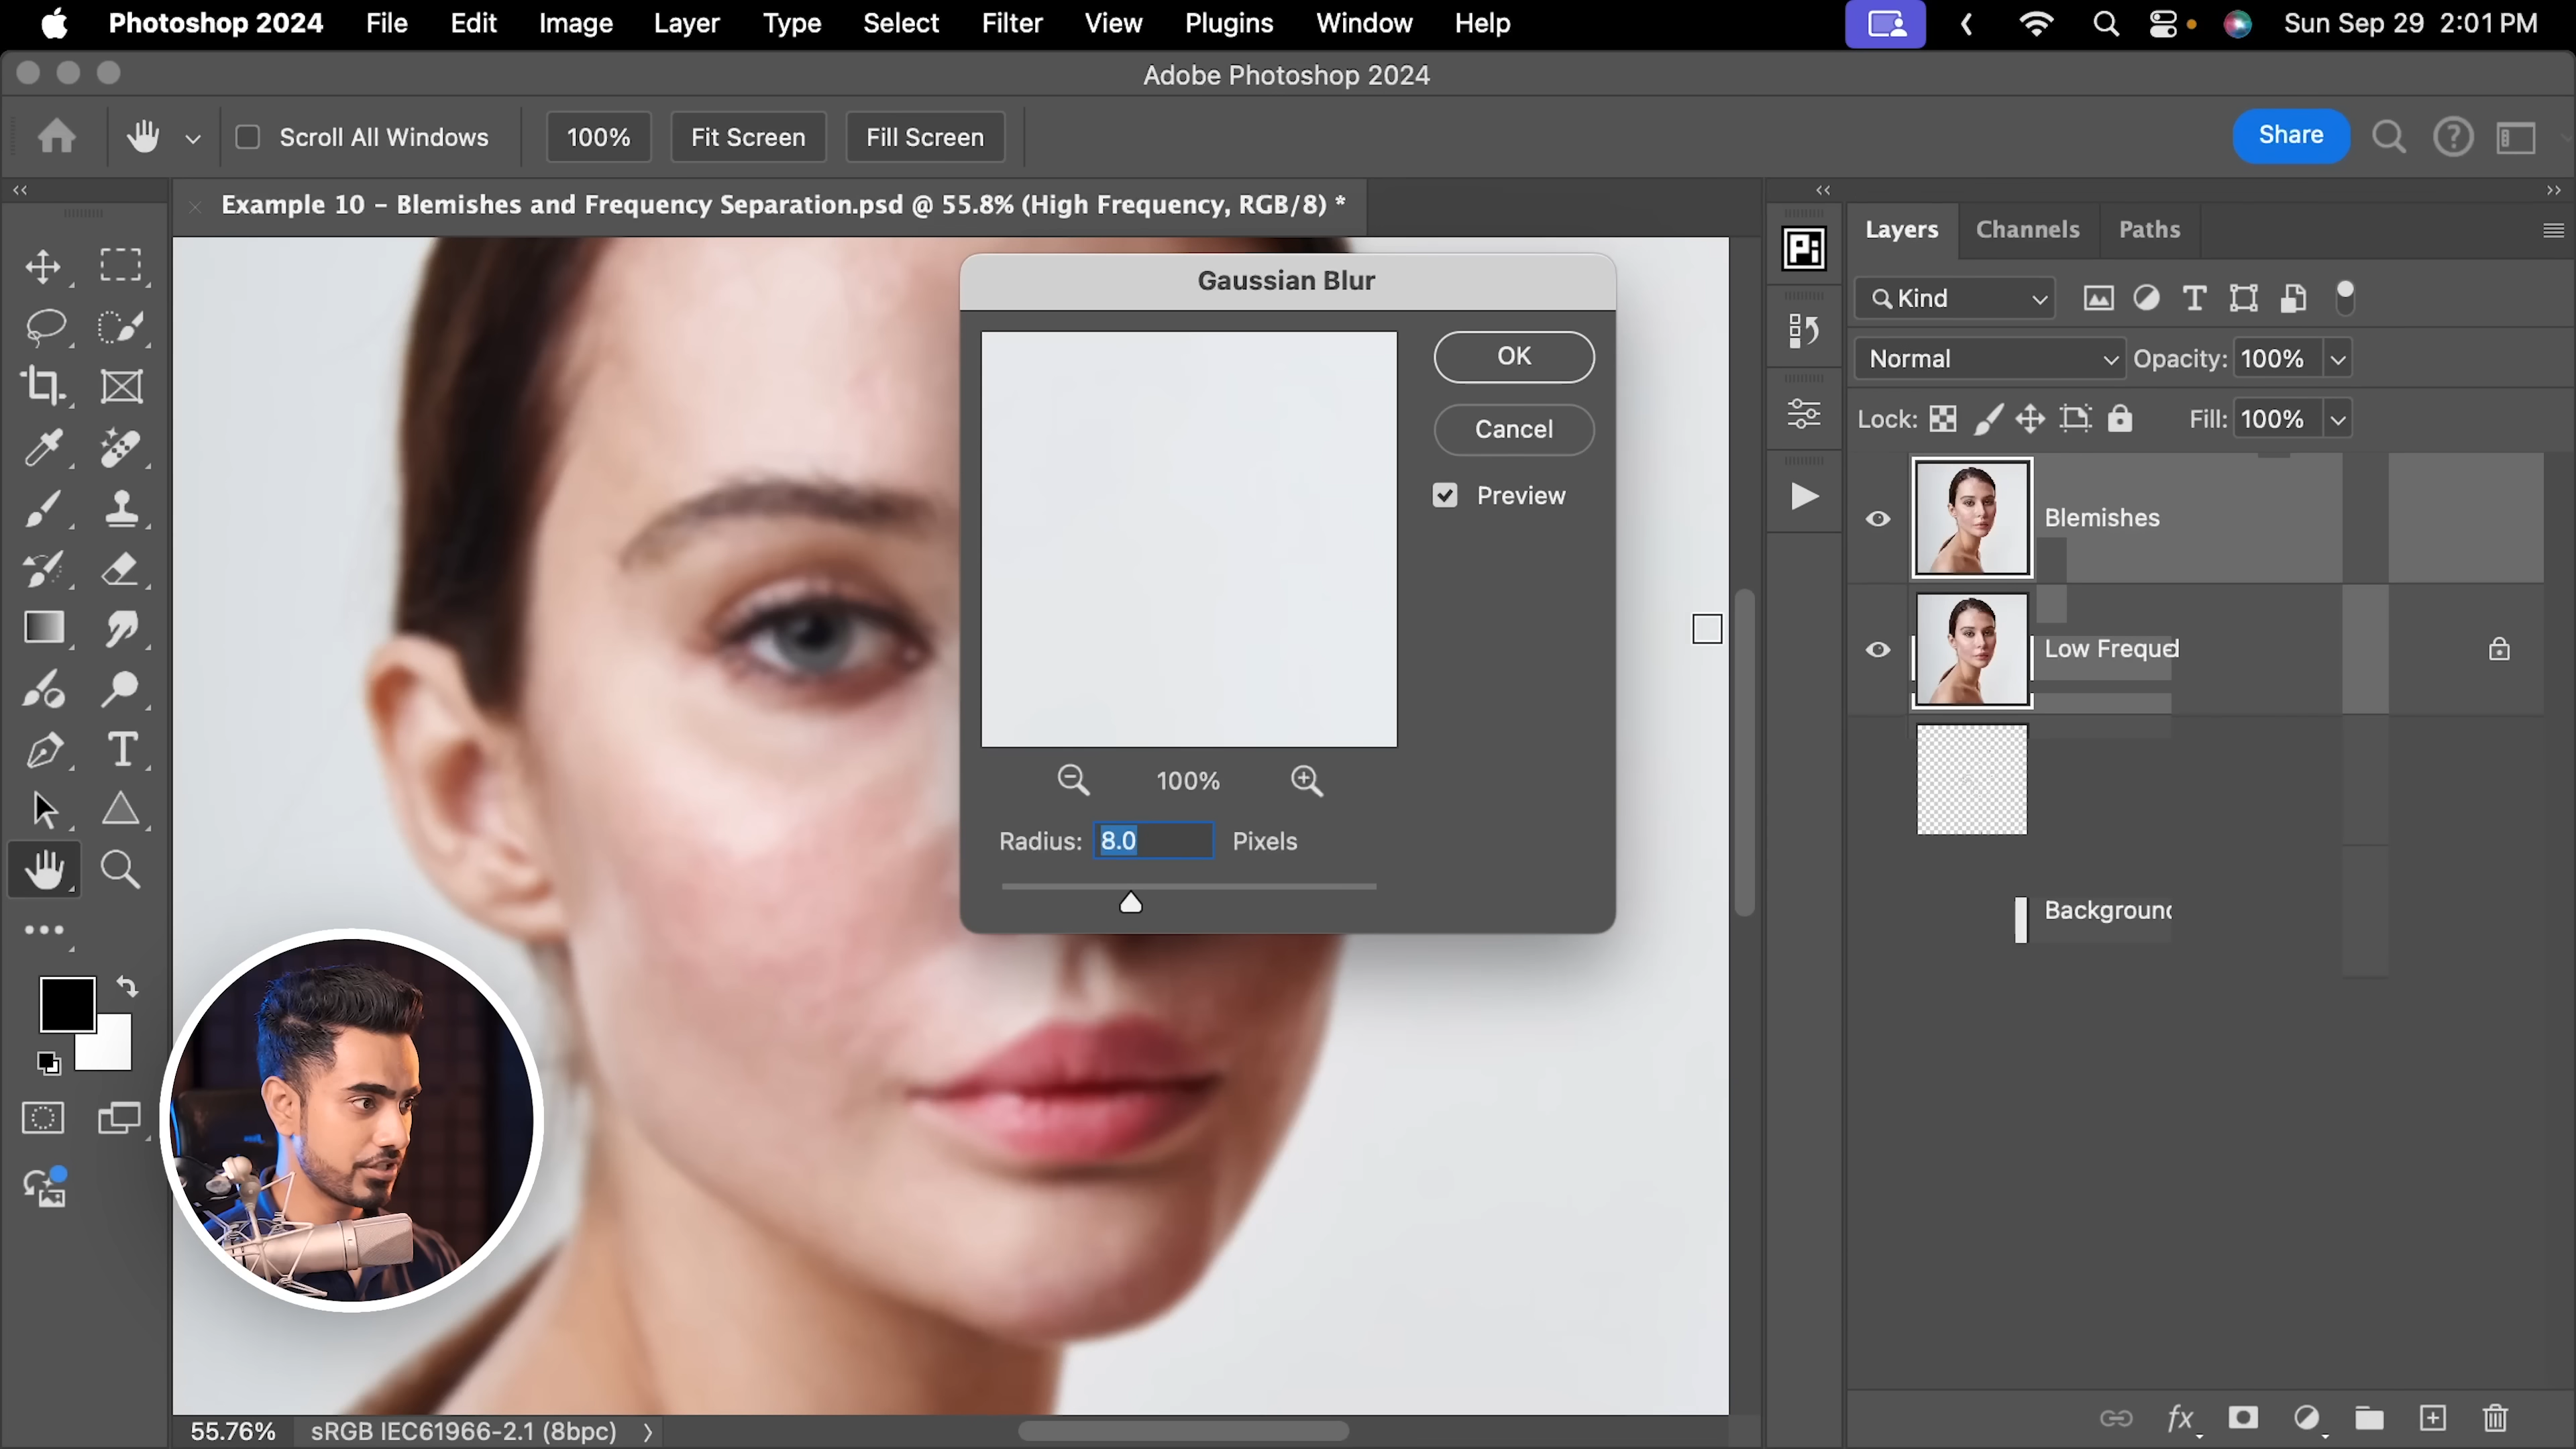 Photoshop 2024 File Edit Image Layer Type Select Filter View Plugins Window Help Sun Sep 29 2:01 PM
Adobe Photoshop 2024
Scroll All Windows 100% Fit Screen Fill Screen Share
Example 10 – Blemishes and Frequency Separation.psd @ 55.8% (High Frequency, RGB/8) *
Layers Channels Paths
Gaussian Blur
Kind
OK
Normal Opacity: 100%
Cancel
Lock: Fill: 100%
Preview
Blemishes
Low Freque
100%
Radius: 8.0 Pixels
Background
55.76% sRGB IEC61966-2.1 (8bpc)
Pi
T
T
fx